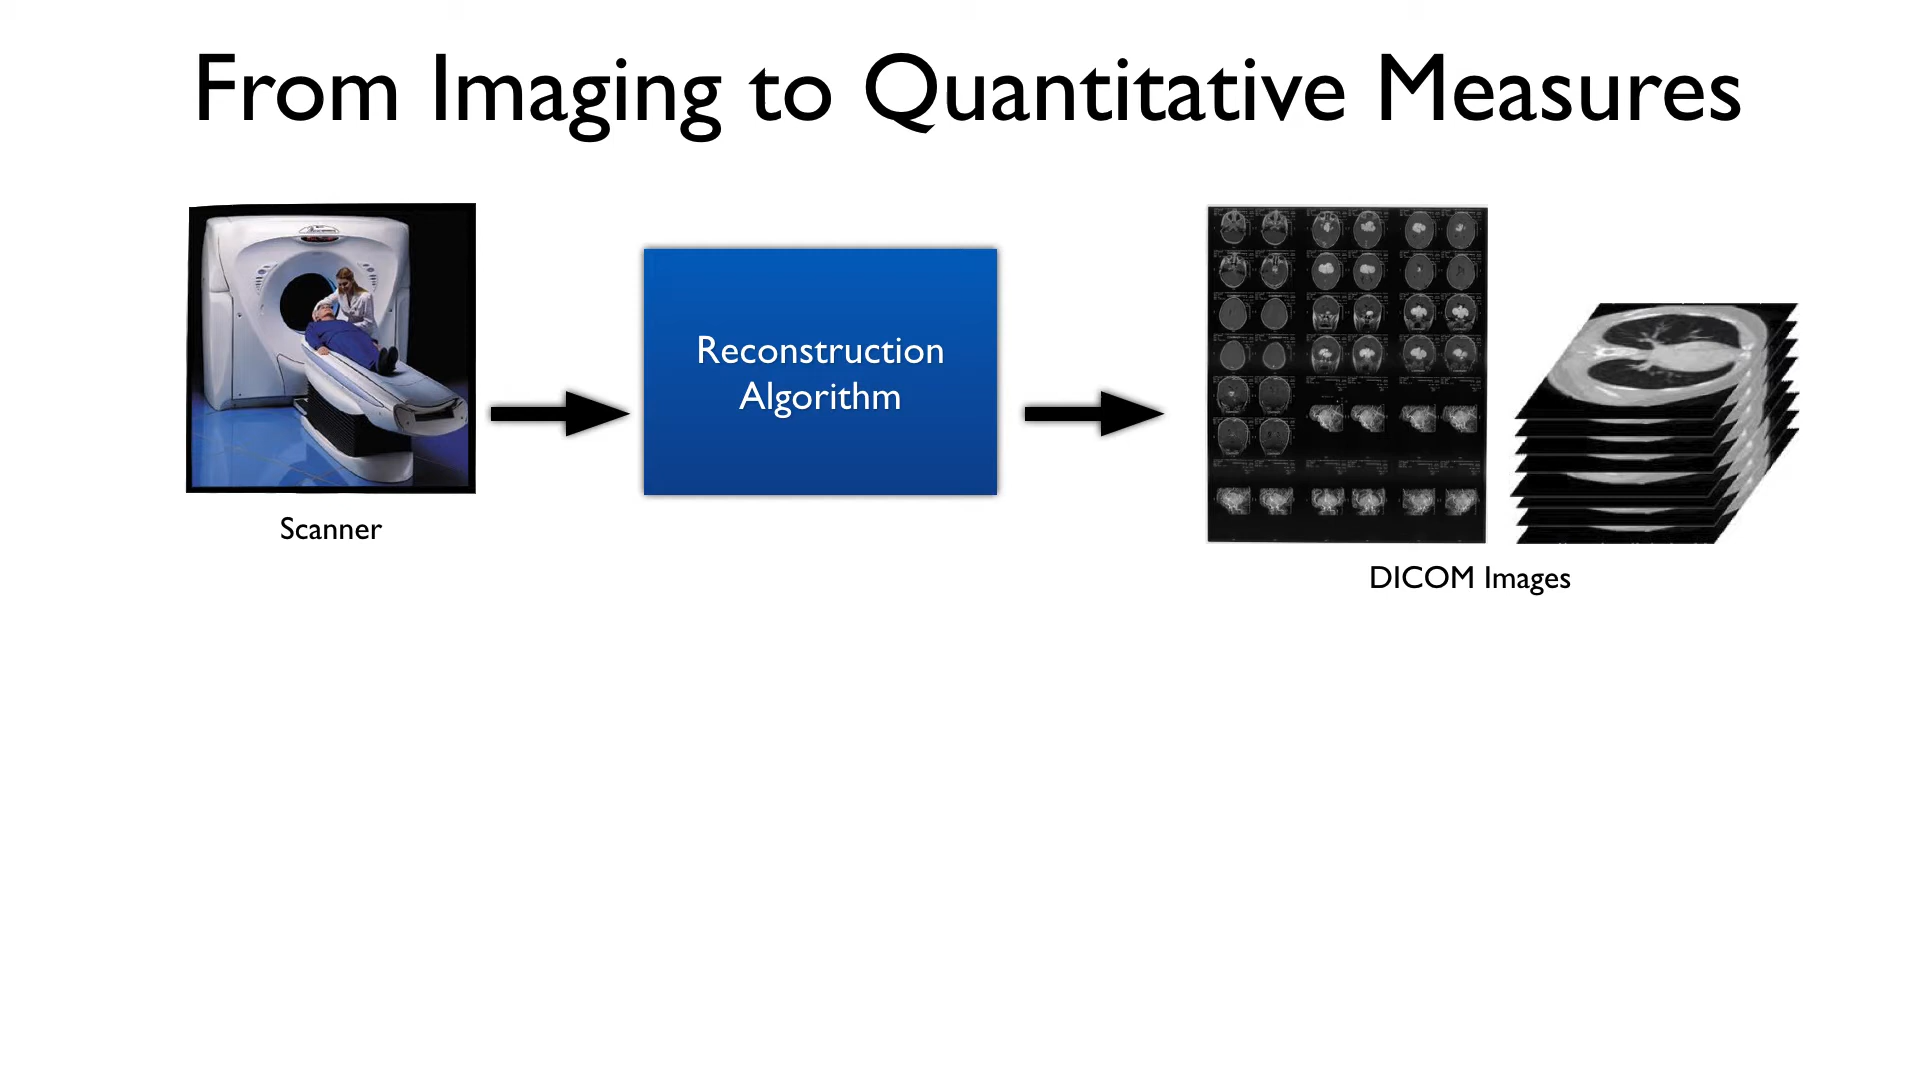 From Imaging to Quantitative Measures
Reconstruction
Algorithm
Scanner
DICOM Images